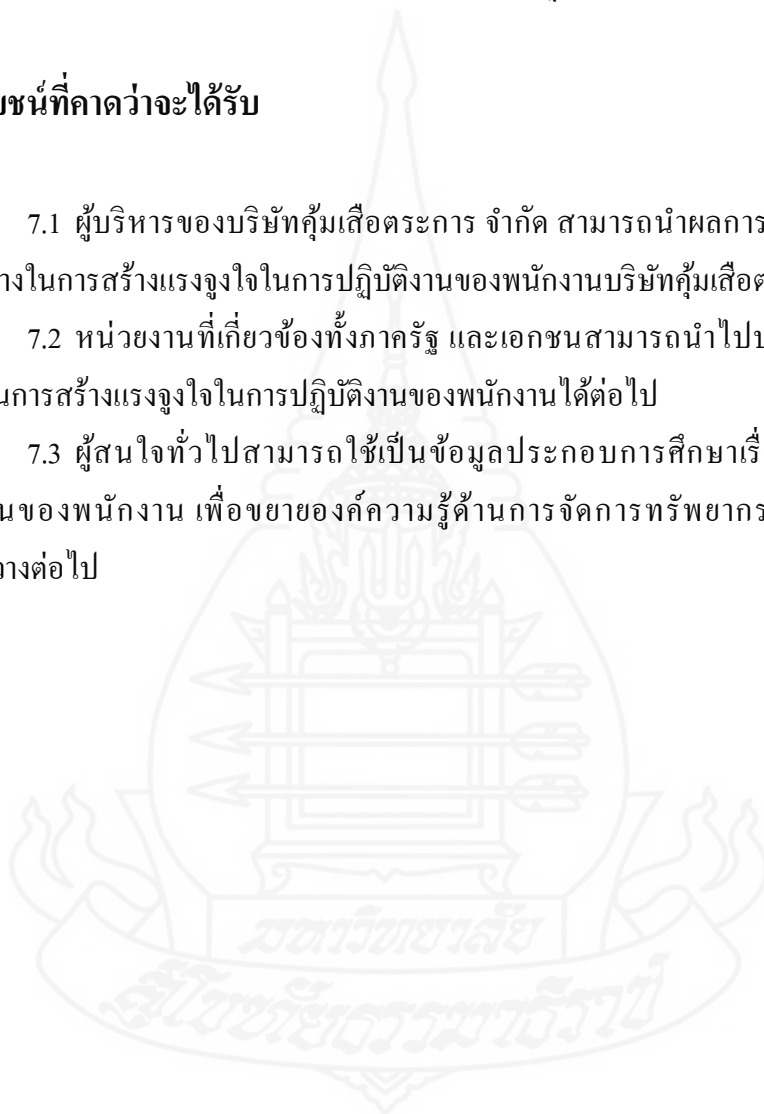 ยชน์ที่คาดว่าจะได้รับ
7.1 ผู้บริหารของบริษัทคุ้มเสือตระการ จำกัด สามารถนำผลการ
างในการสร้างแรงจูงใจในการปฏิบัติงานของพนักงานบริษัทคุ้มเสือต
7.2 หน่วยงานที่เกี่ยวข้องทั้งภาครัฐ และเอกชนสามารถนำไปป
นการสร้างแรงจูงใจในการปฏิบัติงานของพนักงานได้ต่อไป
7.3 ผู้สนใจทั่วไปสามารถใช้เป็นข้อมูลประกอบการศึกษาเรื่
นของพนักงาน เพื่อขยายองค์ความรู้ด้านการจัดการทรัพยากร
วางต่อไป
มหาวิทยาลัย
สุโขทัยธรรมาธิราช